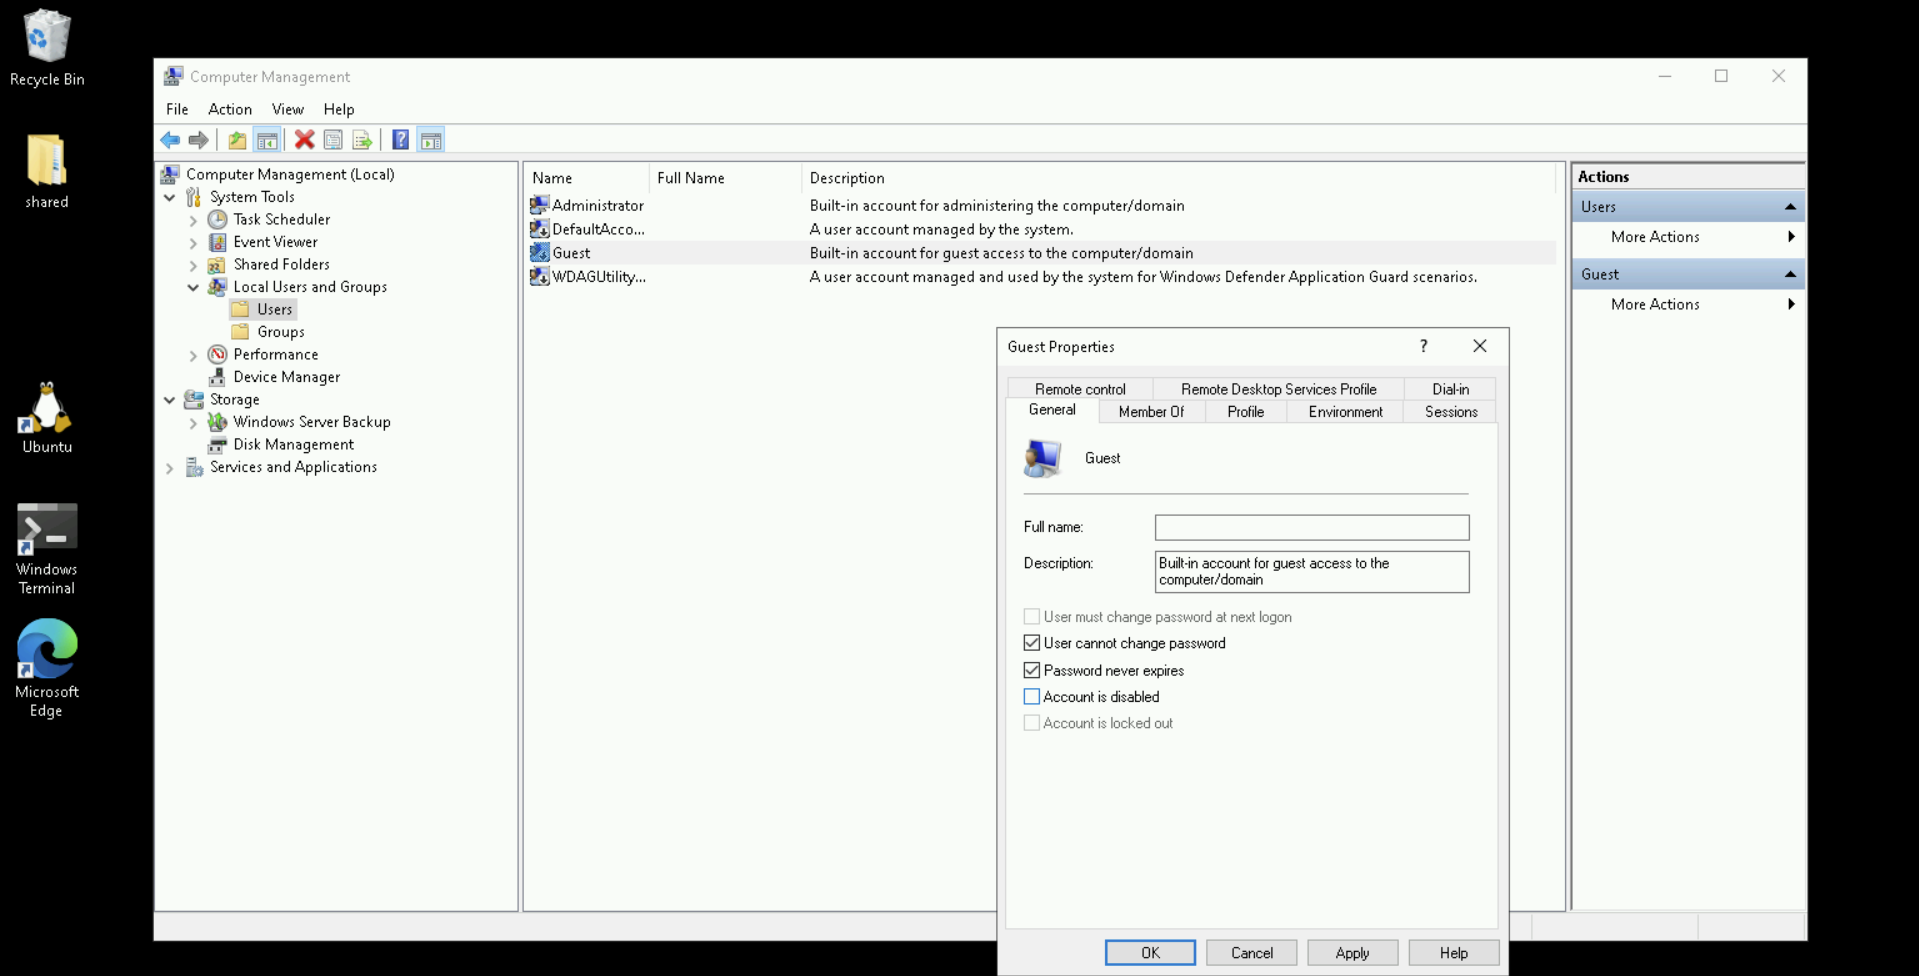 Recycle Bin
shared
Ubuntu
Windows
Terminal
Microsoft
Edge
Computer Management
File Action View Help
Computer Management (Local)
System Tools
Task Scheduler
Event Viewer
Shared Folders
Local Users and Groups
Users
Groups
Performance
Device Manager
Storage
Windows Server Backup
Disk Management
Services and Applications
Name Full Name Description
Administrator Built-in account for administering the computer/domain
DefaultAcco... A user account managed by the system.
Guest Built-in account for guest access to the computer/domain
WDAGUtility... A user account managed and used by the system for Windows Defender Application Guard scenarios.
Actions
Users
More Actions
Guest
More Actions
Guest Properties ?
Remote control Remote Desktop Services Profile Dial-in
General Member Of Profile Environment Sessions
Guest
Full name:
Description: Built-in account for guest access to the
computer/domain
User must change password at next logon
User cannot change password
Password never expires
Account is disabled
Account is locked out
OK Cancel Apply Help